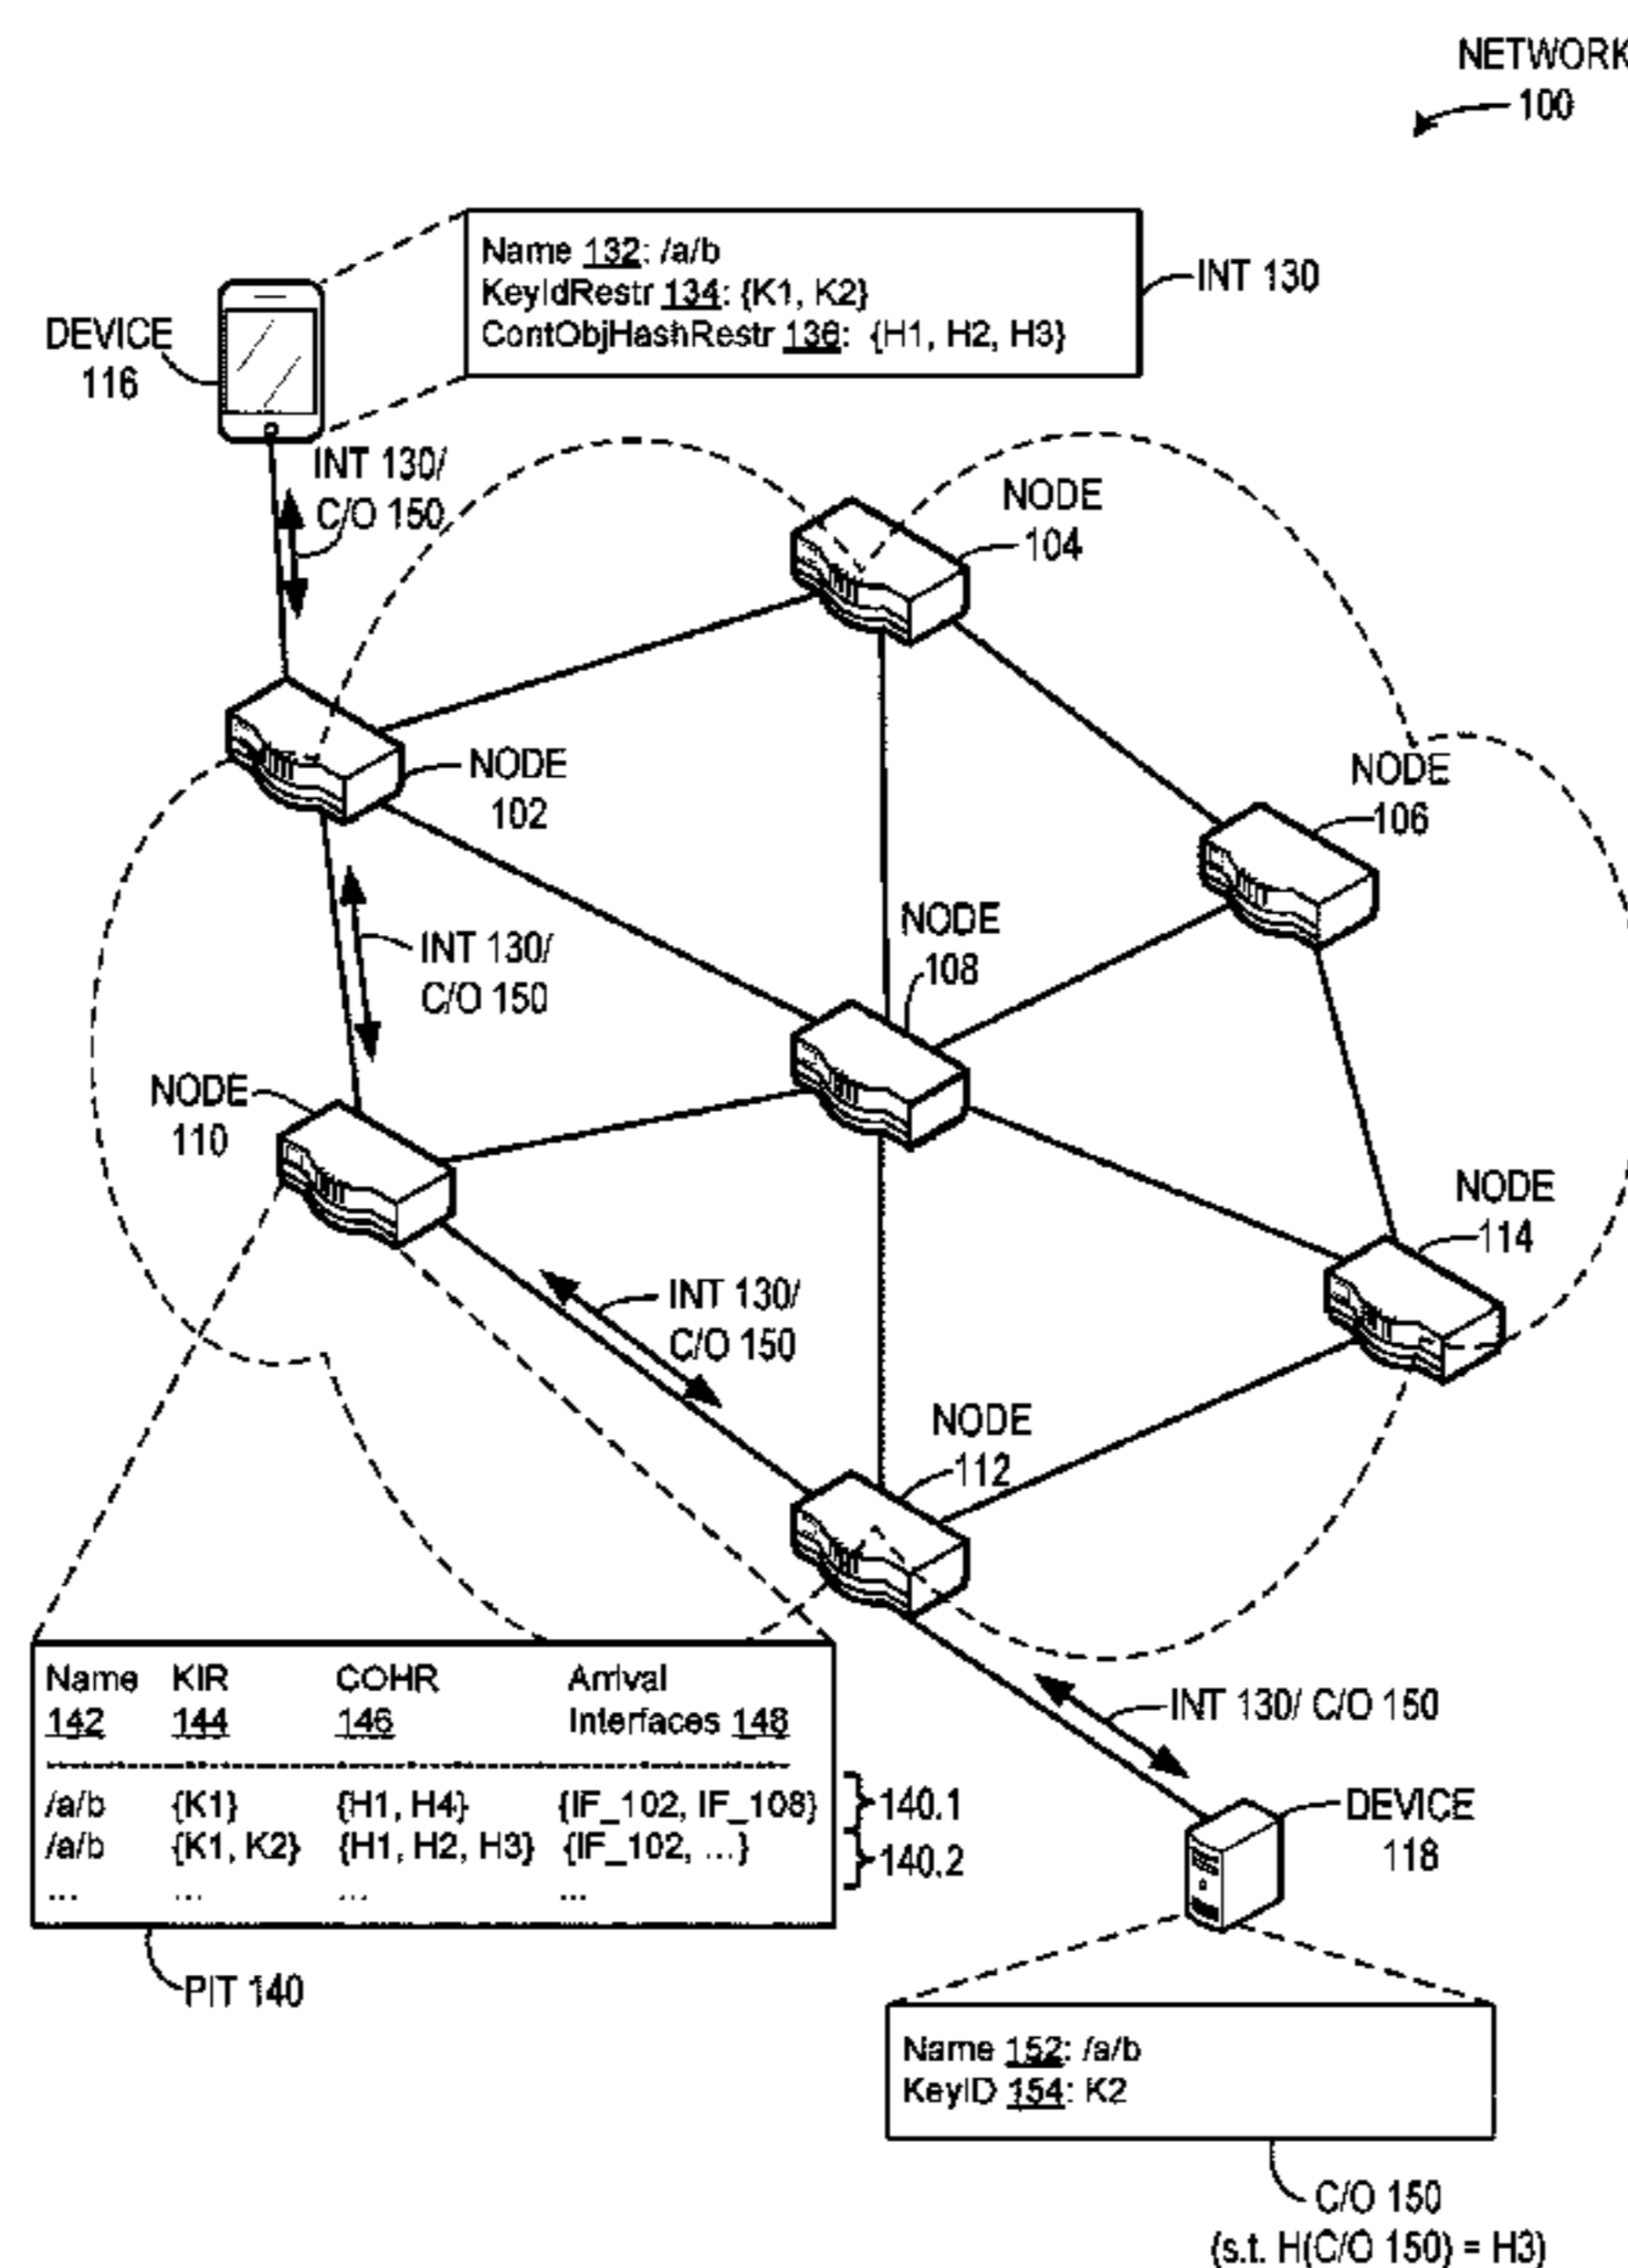 NETWORK
100
Name 132: /a/b
KeyIdRestr 134: {K1, K2}
ContObjHashRestr 136: {H1, H2, H3}
INT 130
DEVICE
116
INT 130/
C/O 150
NODE
104
NODE
102
NODE
106
INT 130/
C/O 150
NODE
108
NODE
110
NODE
114
INT 130/
C/O 150
NODE
112
Name KIR COHR Arrival
142 144 146 Interfaces 148
/a/b {K1} {H1, H4} {IF_102, IF_108}
140.1
/a/b {K1, K2} {H1, H2, H3} {IF_102, ...}
140.2
... ... ... ...
PIT 140
INT 130/ C/O 150
DEVICE
118
Name 152: /a/b
KeyID 154: K2
C/O 150
(s.t. H(C/O 150) = H3)